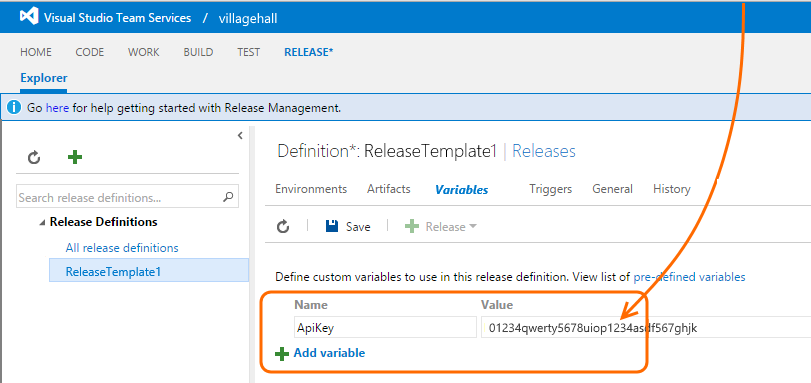 Visual Studio Team Services / villagehall
HOME CODE WORK BUILD TEST RELEASE*
Explorer
Go here for help getting started with Release Management.
Definition*: ReleaseTemplate1 | Releases
Search release definitions...
Environments Artifacts Variables Triggers General History
Release Definitions
Save Release
All release definitions
ReleaseTemplate1
Define custom variables to use in this release definition. View list of pre-defined variables
Name Value
ApiKey 01234qwerty5678uiop1234asdf567ghjk
Add variable